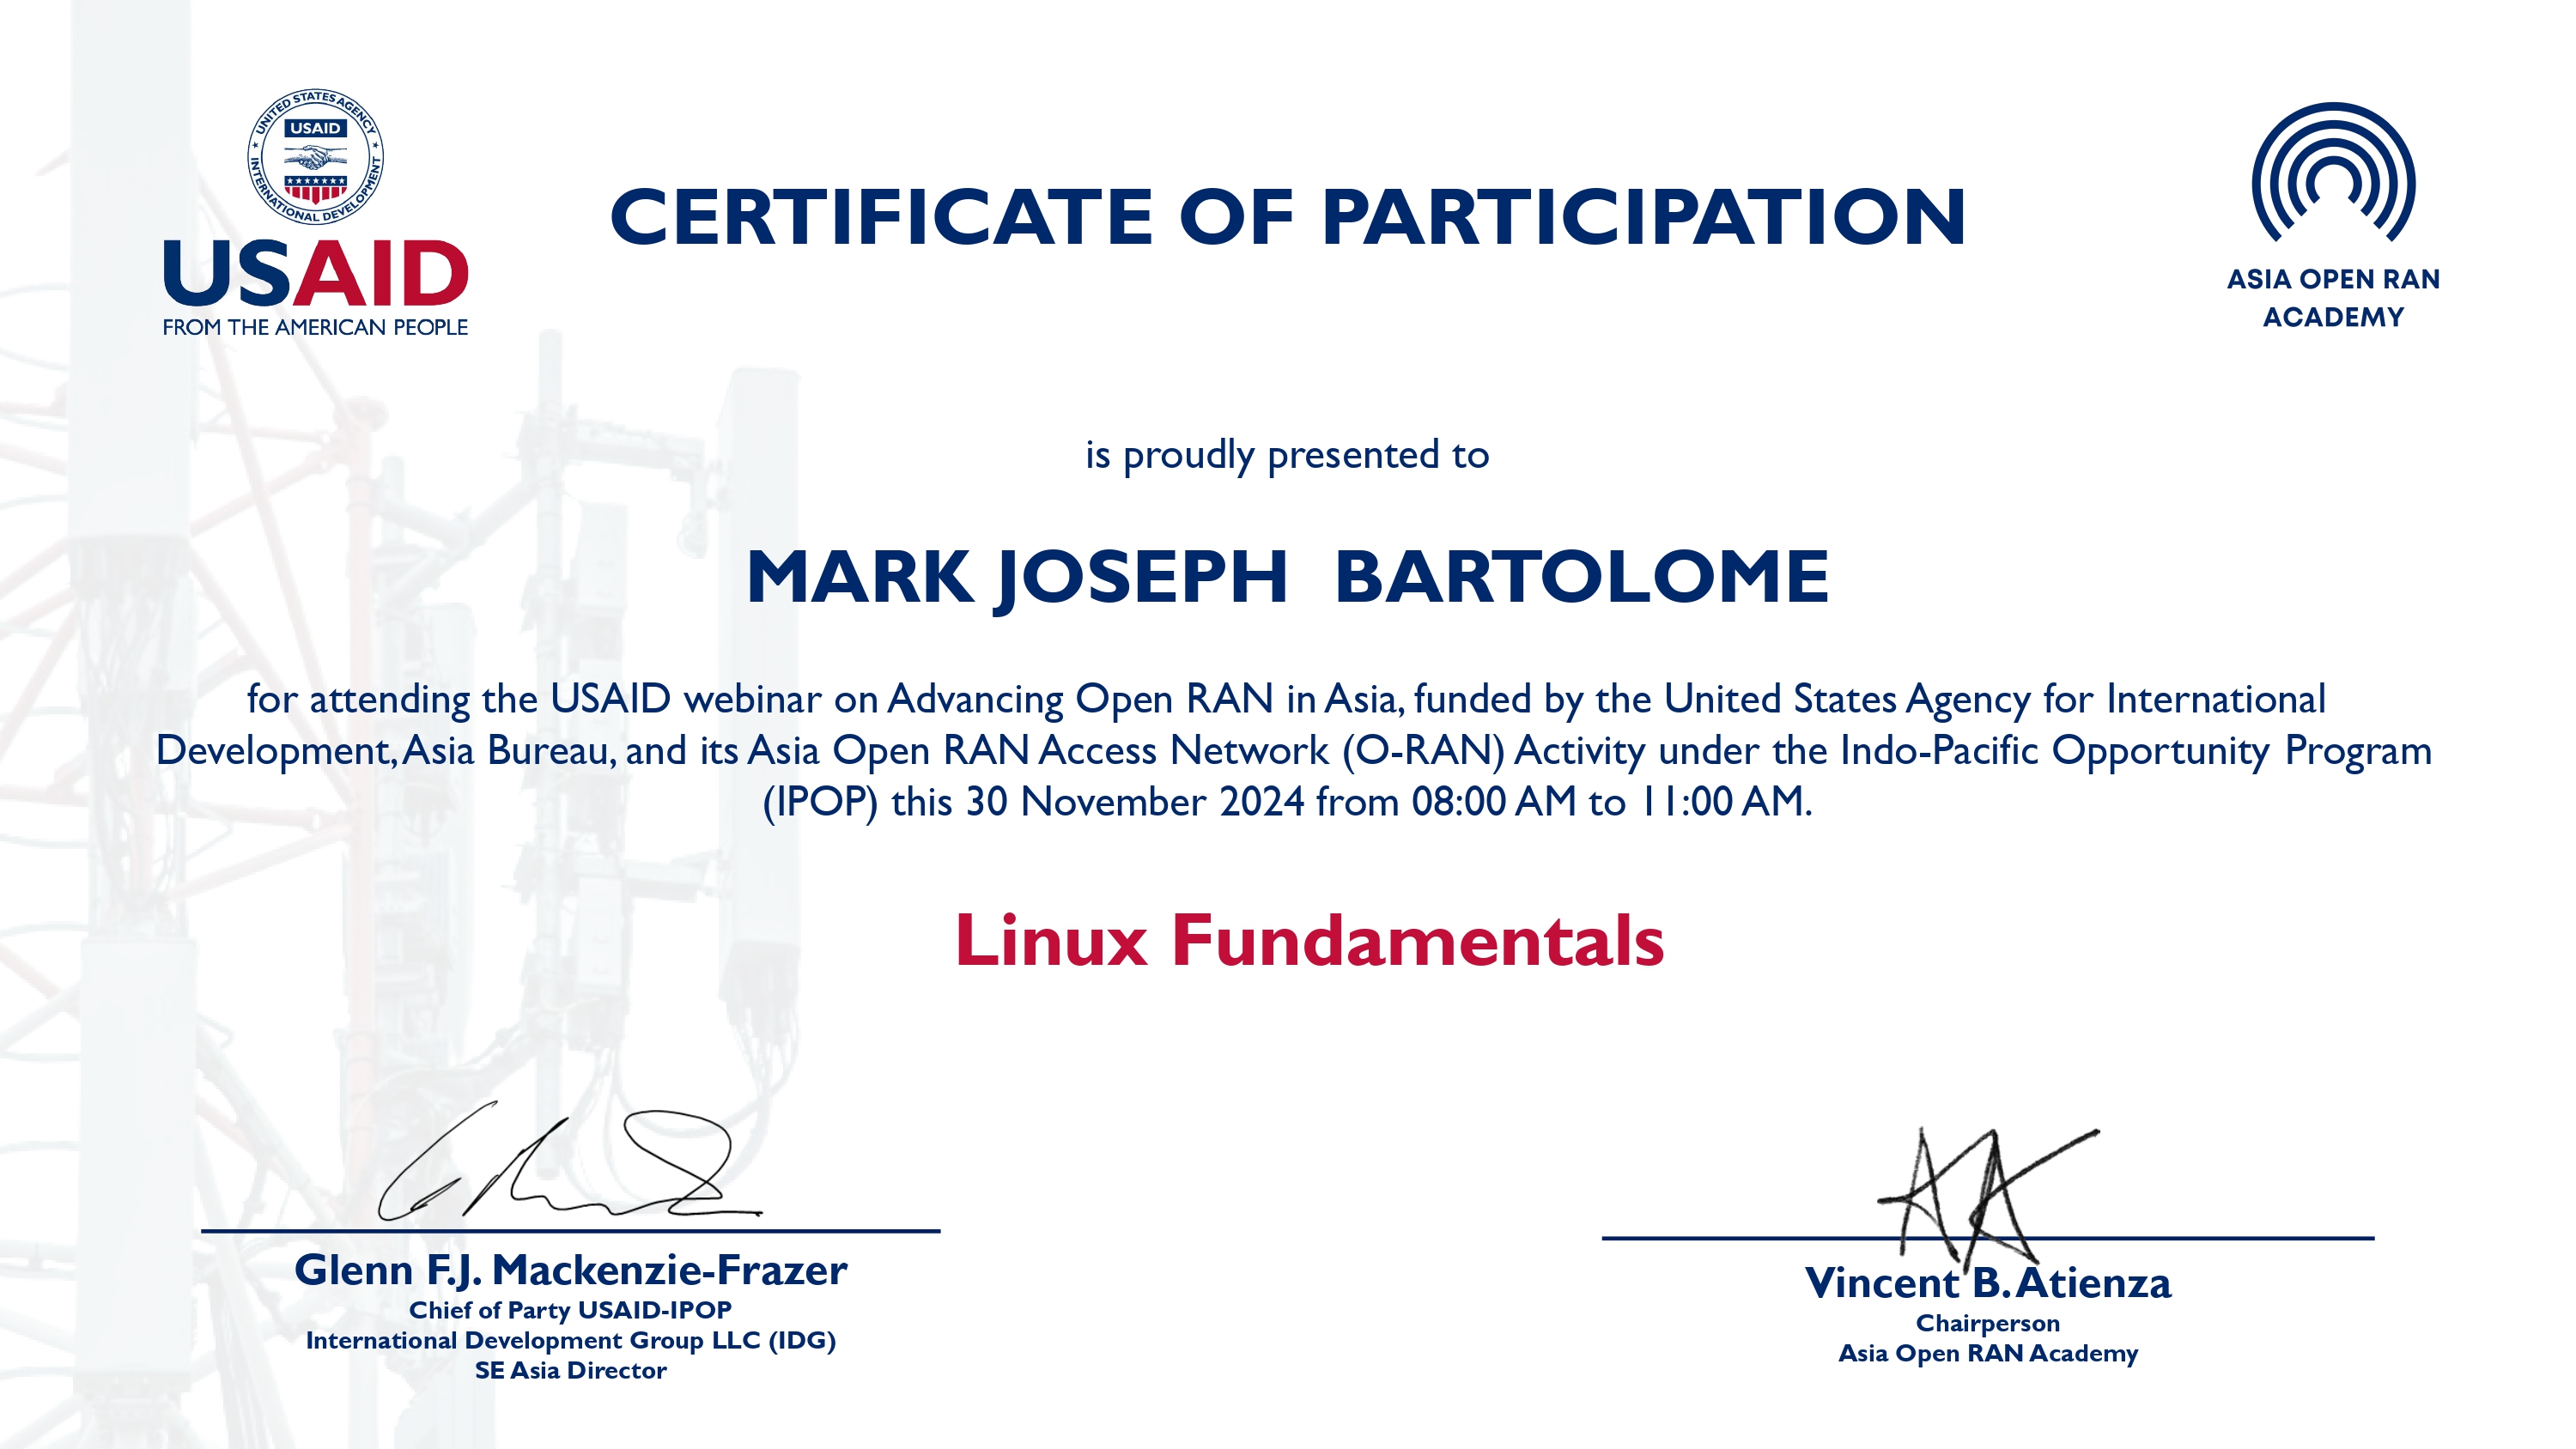 UNITED STATES AGENCY
USAID
INTERNATIONAL DEVELOPMENT
USAID
FROM THE AMERICAN PEOPLE
CERTIFICATE OF PARTICIPATION
ASIA OPEN RAN
ACADEMY
is proudly presented to
MARK JOSEPH BARTOLOME
for attending the USAID webinar on Advancing Open RAN in Asia, funded by the United States Agency for International
Development, Asia Bureau, and its Asia Open RAN Access Network (O-RAN) Activity under the Indo-Pacific Opportunity Program
(IPOP) this 30 November 2024 from 08:00 AM to 11:00 AM.
Linux Fundamentals
Glenn F.J. Mackenzie-Frazer
Chief of Party USAID-IPOP
International Development Group LLC (IDG)
SE Asia Director
Vincent B. Atienza
Chairperson
Asia Open RAN Academy